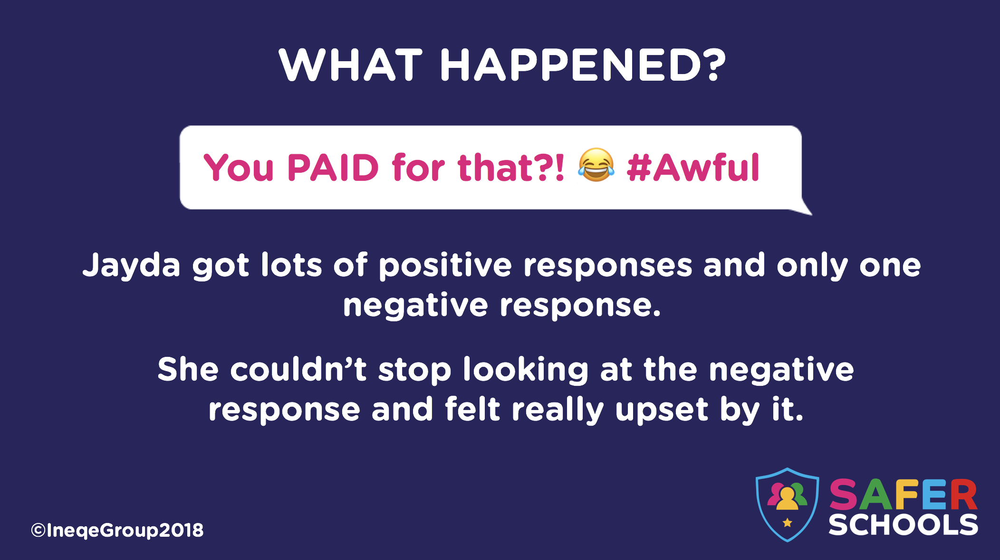 WHAT HAPPENED?
You PAID for that?! 😂 #Awful
Jayda got lots of positive responses and only one
negative response.
She couldn’t stop looking at the negative
response and felt really upset by it.
SAFER
SCHOOLS
©IneqeGroup2018